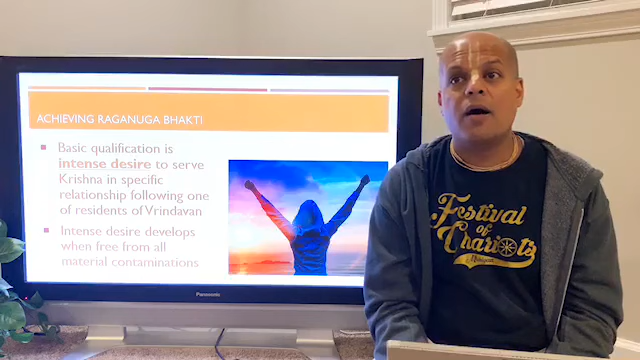 ACHIEVING RAGANUGA BHAKTI
Basic qualification is
intense desire to serve
Krishna in specific
relationship following one
of residents of Vrindavan
Intense desire develops
when free from all
material contaminations
Panasonic
Festival
of
Chariots
Michigan